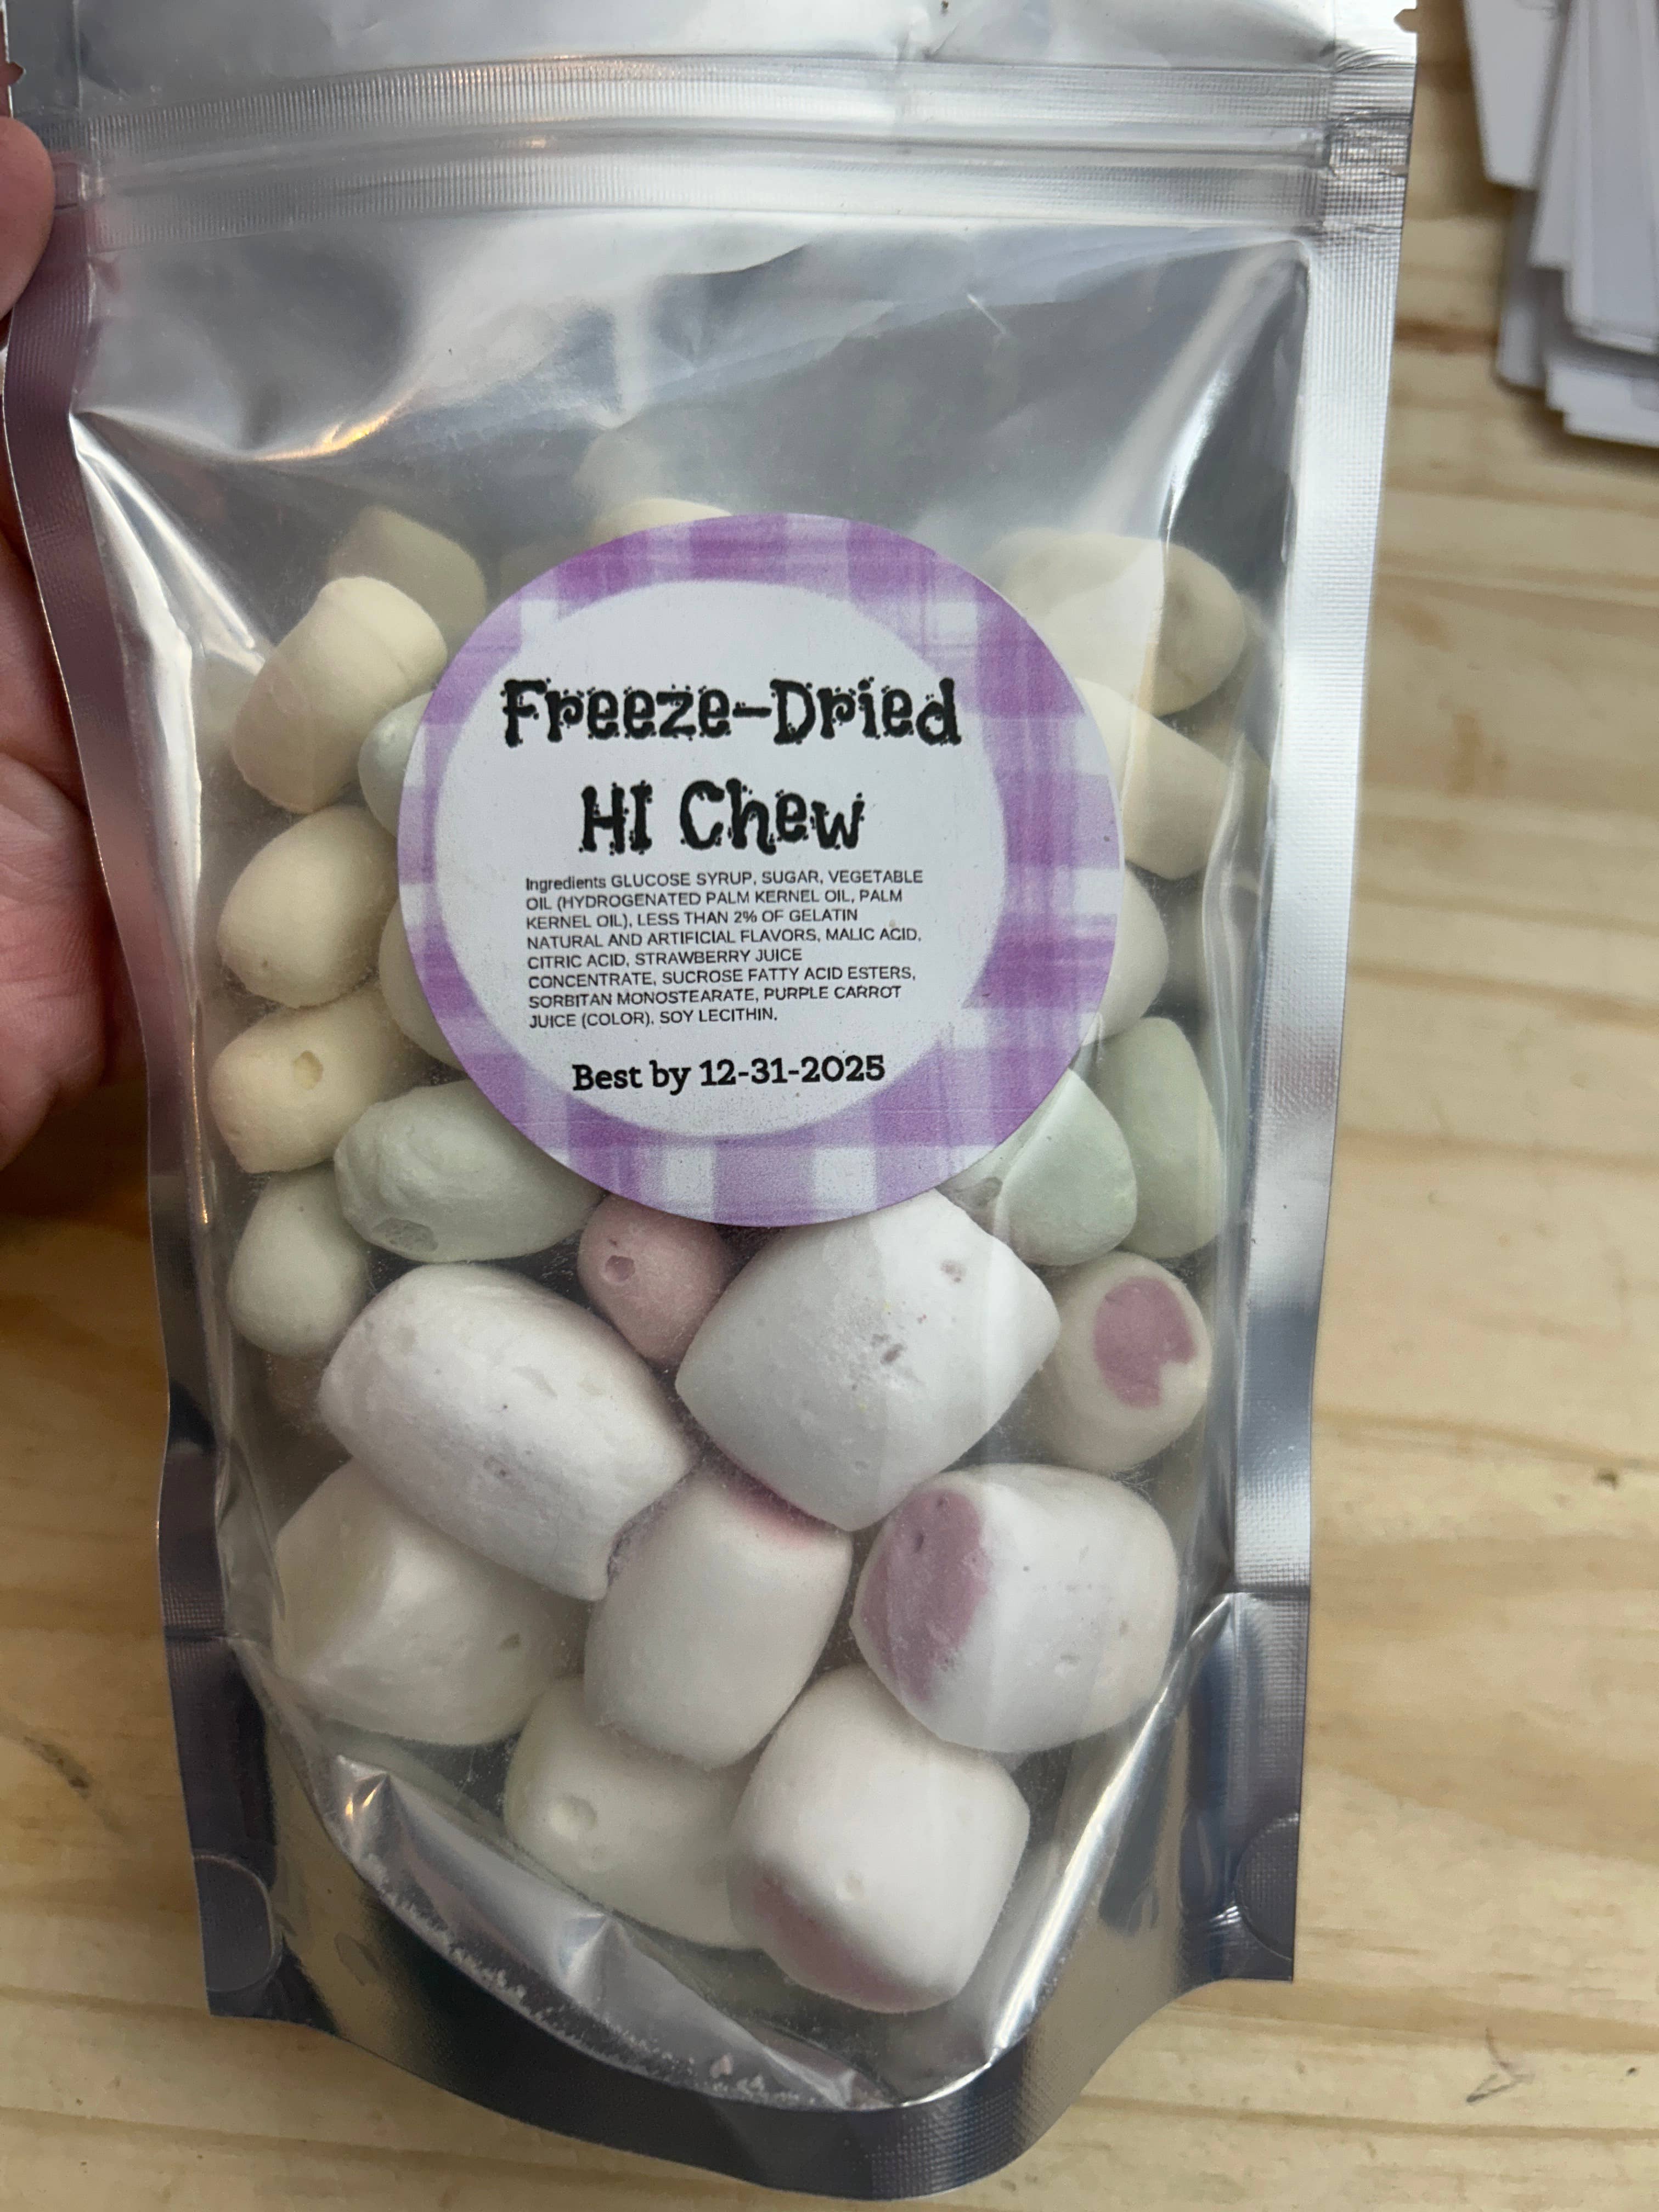 Freeze-Dried
HI Chew
Ingredients GLUCOSE SYRUP, SUGAR, VEGETABLE
OIL (HYDROGENATED PALM KERNEL OIL, PALM
KERNEL OIL), LESS THAN 2% OF GELATIN
NATURAL AND ARTIFICIAL FLAVORS, MALIC ACID,
CITRIC ACID, STRAWBERRY JUICE
CONCENTRATE, SUCROSE FATTY ACID ESTERS,
SORBITAN MONOSTEARATE, PURPLE CARROT
JUICE (COLOR), SOY LECITHIN.
Best by 12-31-2025